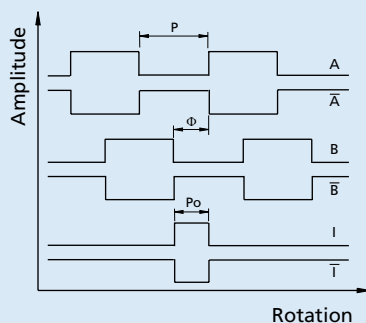 Amplitude
P
A
A̅
Φ
B
B̅
Po
I
I̅
Rotation